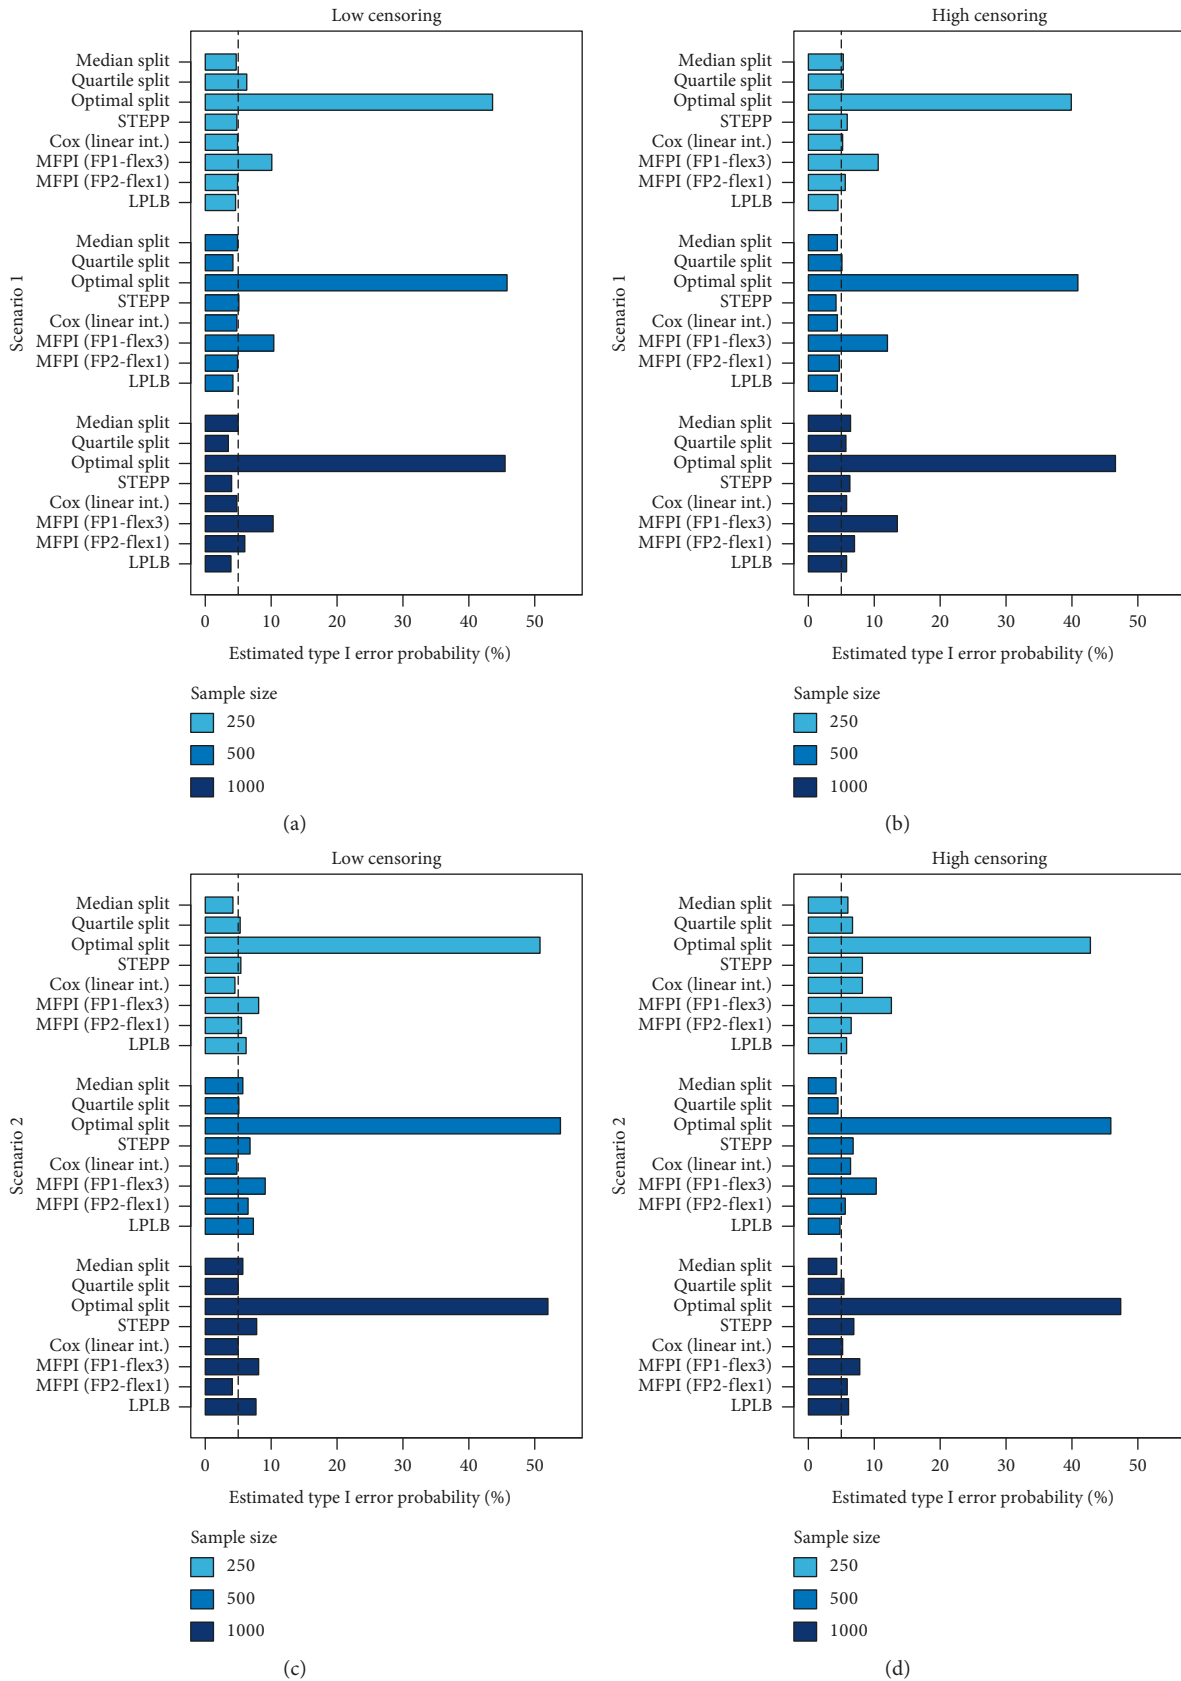 Low censoring
Scenario 1
Median split
Quartile split
Optimal split
STEPP
Cox (linear int.)
MFPI (FP1-flex3)
MFPI (FP2-flex1)
LPLB
Median split
Quartile split
Optimal split
STEPP
Cox (linear int.)
MFPI (FP1-flex3)
MFPI (FP2-flex1)
LPLB
Median split
Quartile split
Optimal split
STEPP
Cox (linear int.)
MFPI (FP1-flex3)
MFPI (FP2-flex1)
LPLB
0 10 20 30 40 50
Estimated type I error probability (%)
Sample size
250
500
1000
(a)
High censoring
Scenario 1
Median split
Quartile split
Optimal split
STEPP
Cox (linear int.)
MFPI (FP1-flex3)
MFPI (FP2-flex1)
LPLB
Median split
Quartile split
Optimal split
STEPP
Cox (linear int.)
MFPI (FP1-flex3)
MFPI (FP2-flex1)
LPLB
Median split
Quartile split
Optimal split
STEPP
Cox (linear int.)
MFPI (FP1-flex3)
MFPI (FP2-flex1)
LPLB
0 10 20 30 40 50
Estimated type I error probability (%)
Sample size
250
500
1000
(b)
Low censoring
Scenario 2
Median split
Quartile split
Optimal split
STEPP
Cox (linear int.)
MFPI (FP1-flex3)
MFPI (FP2-flex1)
LPLB
Median split
Quartile split
Optimal split
STEPP
Cox (linear int.)
MFPI (FP1-flex3)
MFPI (FP2-flex1)
LPLB
Median split
Quartile split
Optimal split
STEPP
Cox (linear int.)
MFPI (FP1-flex3)
MFPI (FP2-flex1)
LPLB
0 10 20 30 40 50
Estimated type I error probability (%)
Sample size
250
500
1000
(c)
High censoring
Scenario 2
Median split
Quartile split
Optimal split
STEPP
Cox (linear int.)
MFPI (FP1-flex3)
MFPI (FP2-flex1)
LPLB
Median split
Quartile split
Optimal split
STEPP
Cox (linear int.)
MFPI (FP1-flex3)
MFPI (FP2-flex1)
LPLB
Median split
Quartile split
Optimal split
STEPP
Cox (linear int.)
MFPI (FP1-flex3)
MFPI (FP2-flex1)
LPLB
0 10 20 30 40 50
Estimated type I error probability (%)
Sample size
250
500
1000
(d)